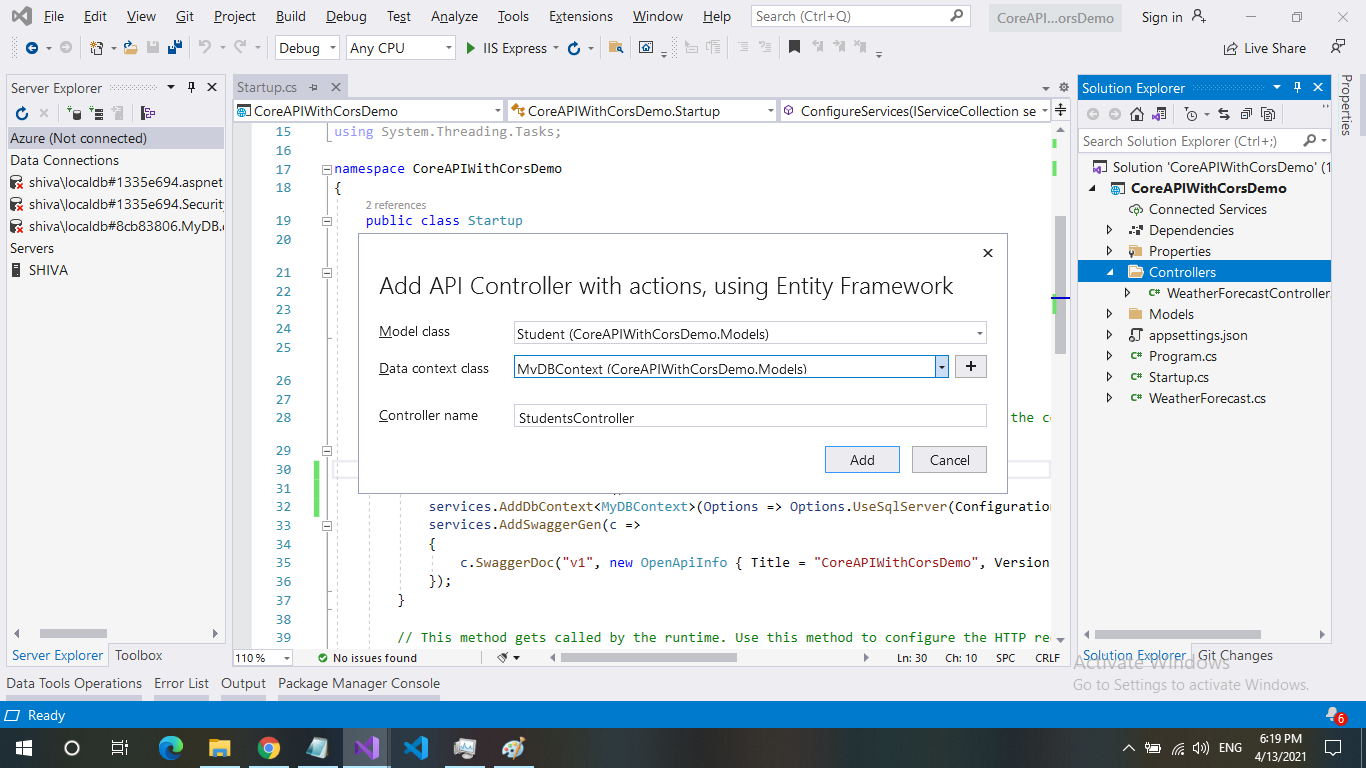 File Edit View Git Project Build Debug Test Analyze Tools Extensions Window Help Search (Ctrl+Q) CoreAPI...orsDemo Sign in
Debug Any CPU IIS Express Live Share
Server Explorer
Azure (Not connected)
Data Connections
shiva\localdb#1335e694.aspnet
shiva\localdb#1335e694.Security
shiva\localdb#8cb83806.MyDB.
Servers
SHIVA
Server Explorer Toolbox
Startup.cs
CoreAPIWithCorsDemo CoreAPIWithCorsDemo.Startup ConfigureServices(IServiceCollection se
15 using System.Threading.Tasks;
16
17 namespace CoreAPIWithCorsDemo
18 {
2 references
19 public class Startup
20
21
22
23
24
25
26
27
28 the co
29
30
31
32 services.AddDbContext<MyDBContext>(Options => Options.UseSqlServer(Configuration
33 services.AddSwaggerGen(c =>
34 {
35 c.SwaggerDoc("v1", new OpenApiInfo { Title = "CoreAPIWithCorsDemo", Version
36 });
37 }
38
39 // This method gets called by the runtime. Use this method to configure the HTTP re
110 % No issues found Ln: 30 Ch: 10 SPC CRLF
Add API Controller with actions, using Entity Framework
Model class Student (CoreAPIWithCorsDemo.Models)
Data context class MyDBContext (CoreAPIWithCorsDemo.Models)
Controller name StudentsController
Add Cancel
Solution Explorer
Search Solution Explorer (Ctrl+;)
Solution 'CoreAPIWithCorsDemo' (1
CoreAPIWithCorsDemo
Connected Services
Dependencies
Properties
Controllers
WeatherForecastController.
Models
appsettings.json
Program.cs
Startup.cs
WeatherForecast.cs
Solution Explorer Git Changes
Properties
Activate Windows
Go to Settings to activate Windows.
Data Tools Operations Error List Output Package Manager Console
Ready 6
ENG 6:19 PM
4/13/2021